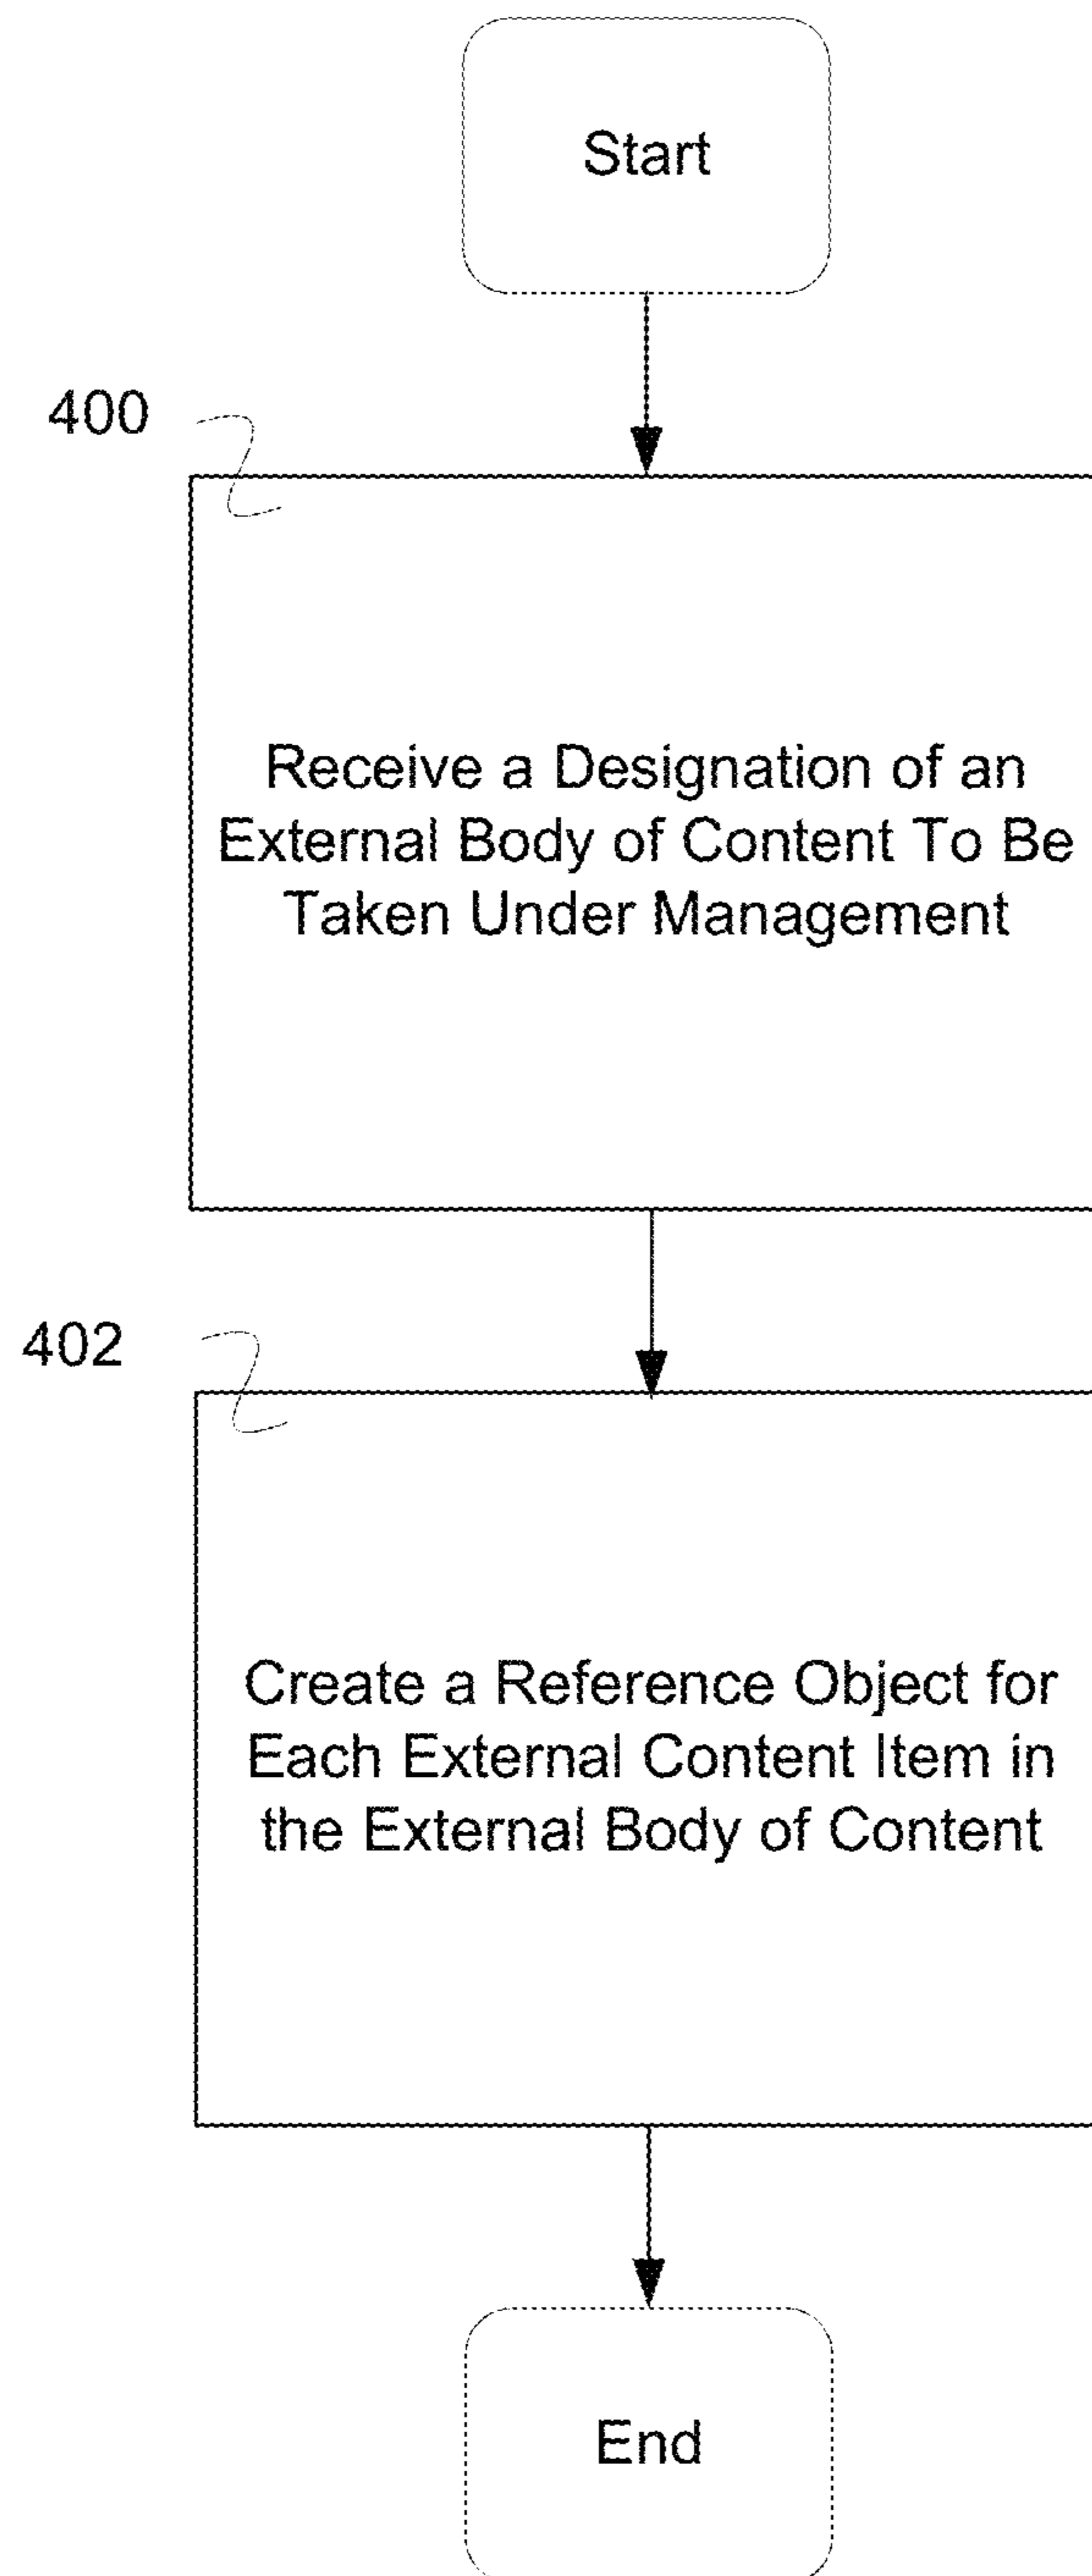 Start
400
Receive a Designation of an
External Body of Content To Be
Taken Under Management
402
Create a Reference Object for
Each External Content Item in
the External Body of Content
End